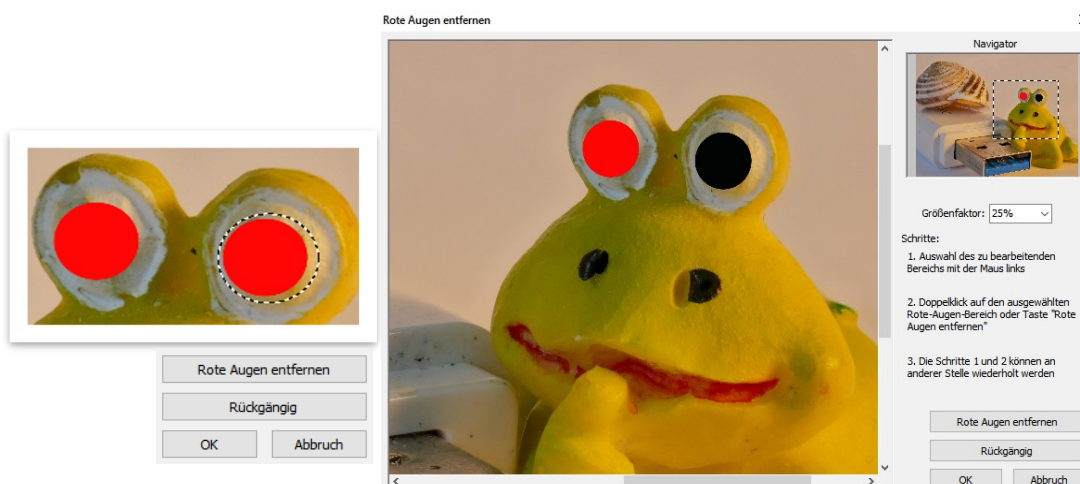 Rote Augen entfernen
Navigator
Größenfaktor: 25%
Schritte:
1. Auswahl des zu bearbeitenden
Bereichs mit der Maus links
2. Doppelklick auf den ausgewählten
Rote-Augen-Bereich oder Taste "Rote
Augen entfernen"
3. Die Schritte 1 und 2 können an
anderer Stelle wiederholt werden
Rote Augen entfernen
Rückgängig
OK
Abbruch
Rote Augen entfernen
Rückgängig
OK
Abbruch